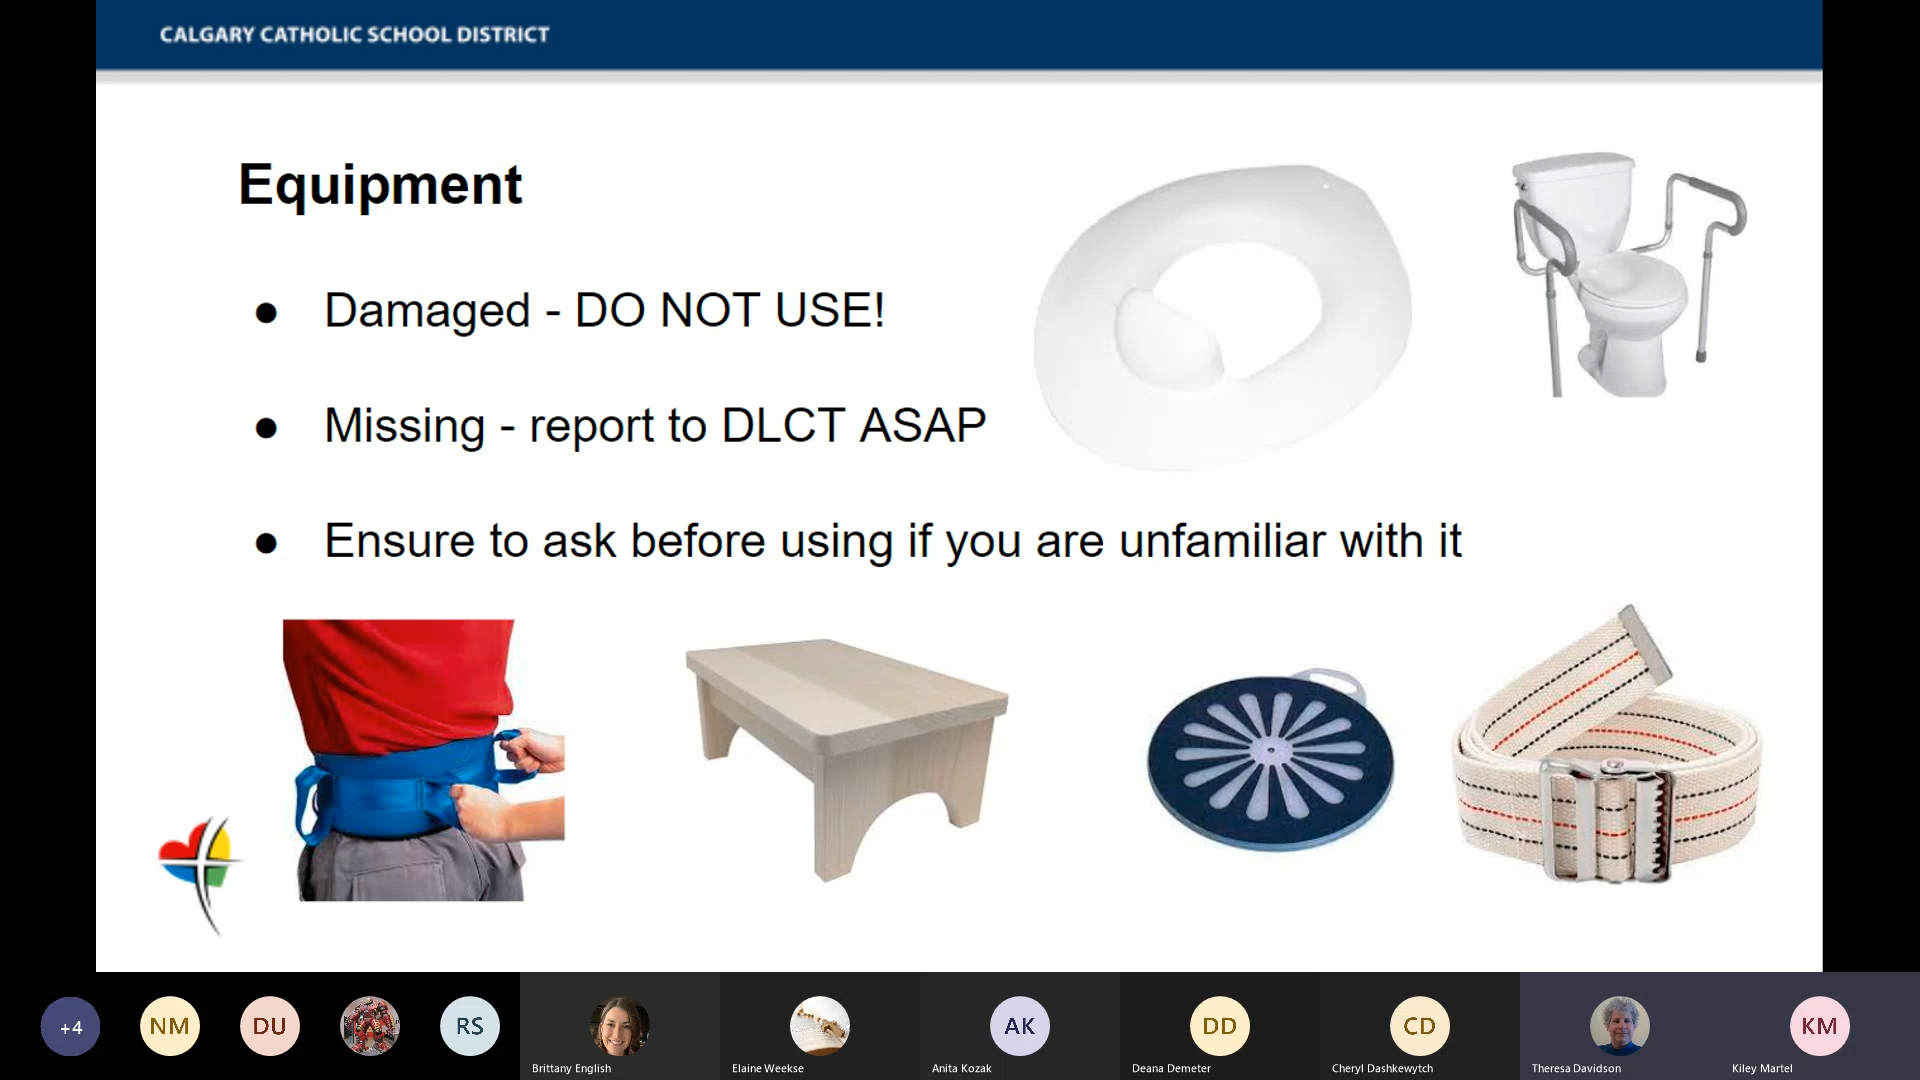 CALGARY CATHOLIC SCHOOL DISTRICT
Equipment
● Damaged - DO NOT USE!
● Missing - report to DLCT ASAP
● Ensure to ask before using if you are unfamiliar with it
+4
NM
DU
RS
AK
DD
CD
KM
Brittany English
Elaine Weekse
Anita Kozak
Deana Demeter
Cheryl Dashkewytch
Theresa Davidson
Kiley Martel